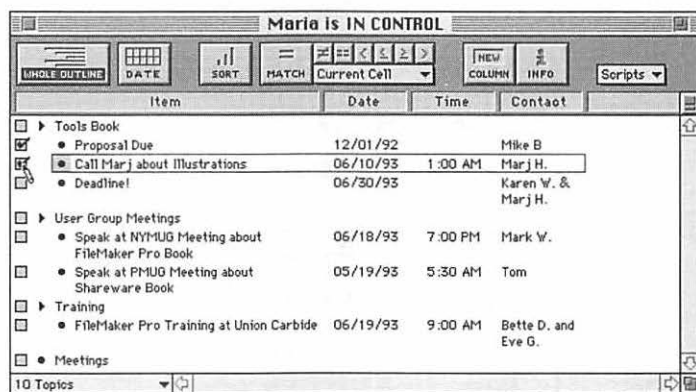 Maria is IN CONTROL
WHOLE OUTLINE DATE SORT MATCH Current Cell NEW COLUMN INFO Scripts
Item Date Time Contact
Tools Book
Proposal Due 12/01/92 Mike B
Call Marj about Illustrations 06/10/93 1:00 AM Marj H.
Deadline! 06/30/93 Karen W. &
Marj H.
User Group Meetings
Speak at NYMUG Meeting about 06/18/93 7:00 PM Mark W.
FileMaker Pro Book
Speak at PMUG Meeting about 05/19/93 5:30 AM Tom
Shareware Book
Training
FileMaker Pro Training at Union Carbide 06/19/93 9:00 AM Bette D. and
Eve G.
Meetings
10 Topics